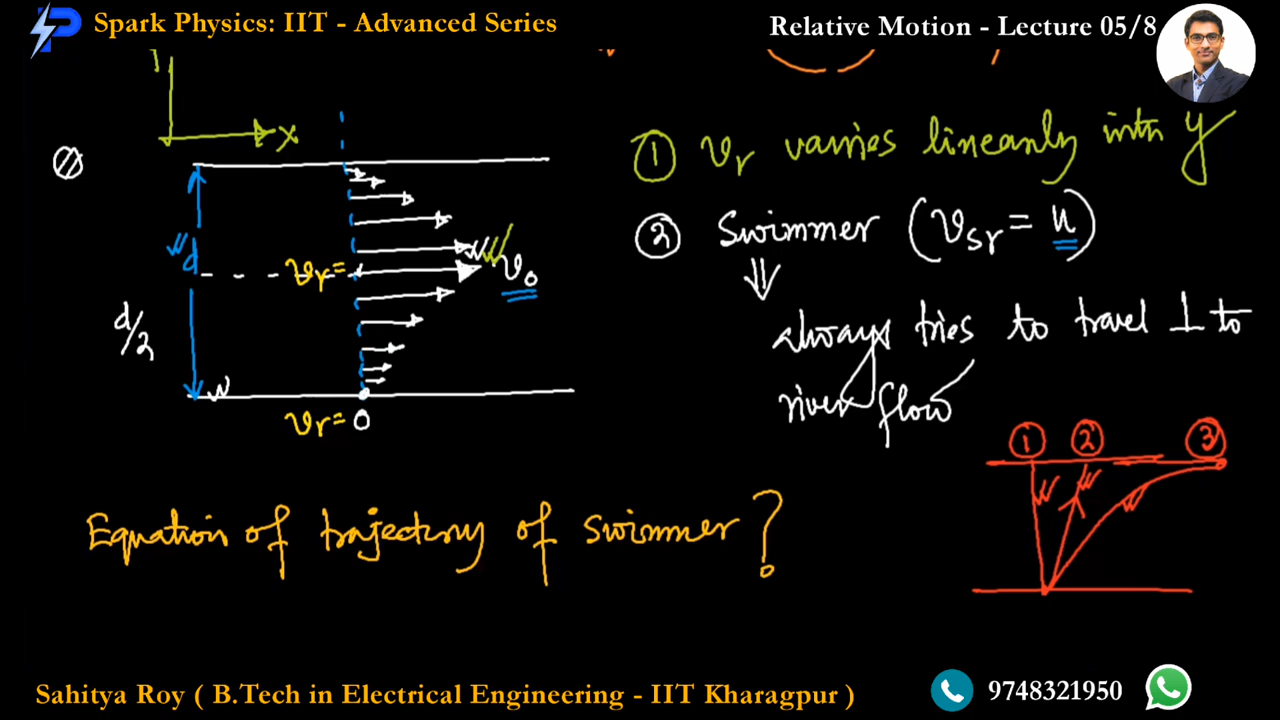 Spark Physics: IIT - Advanced Series
Relative Motion - Lecture 05/8
x
d
d/2
vr=
v₀
vr= 0
① vr varies linearly with y
② Swimmer (vsr = u)
always tries to travel ⊥ to
river flow
① ② ③
Equation of trajectory of swimmer?
Sahitya Roy ( B.Tech in Electrical Engineering - IIT Kharagpur )
9748321950